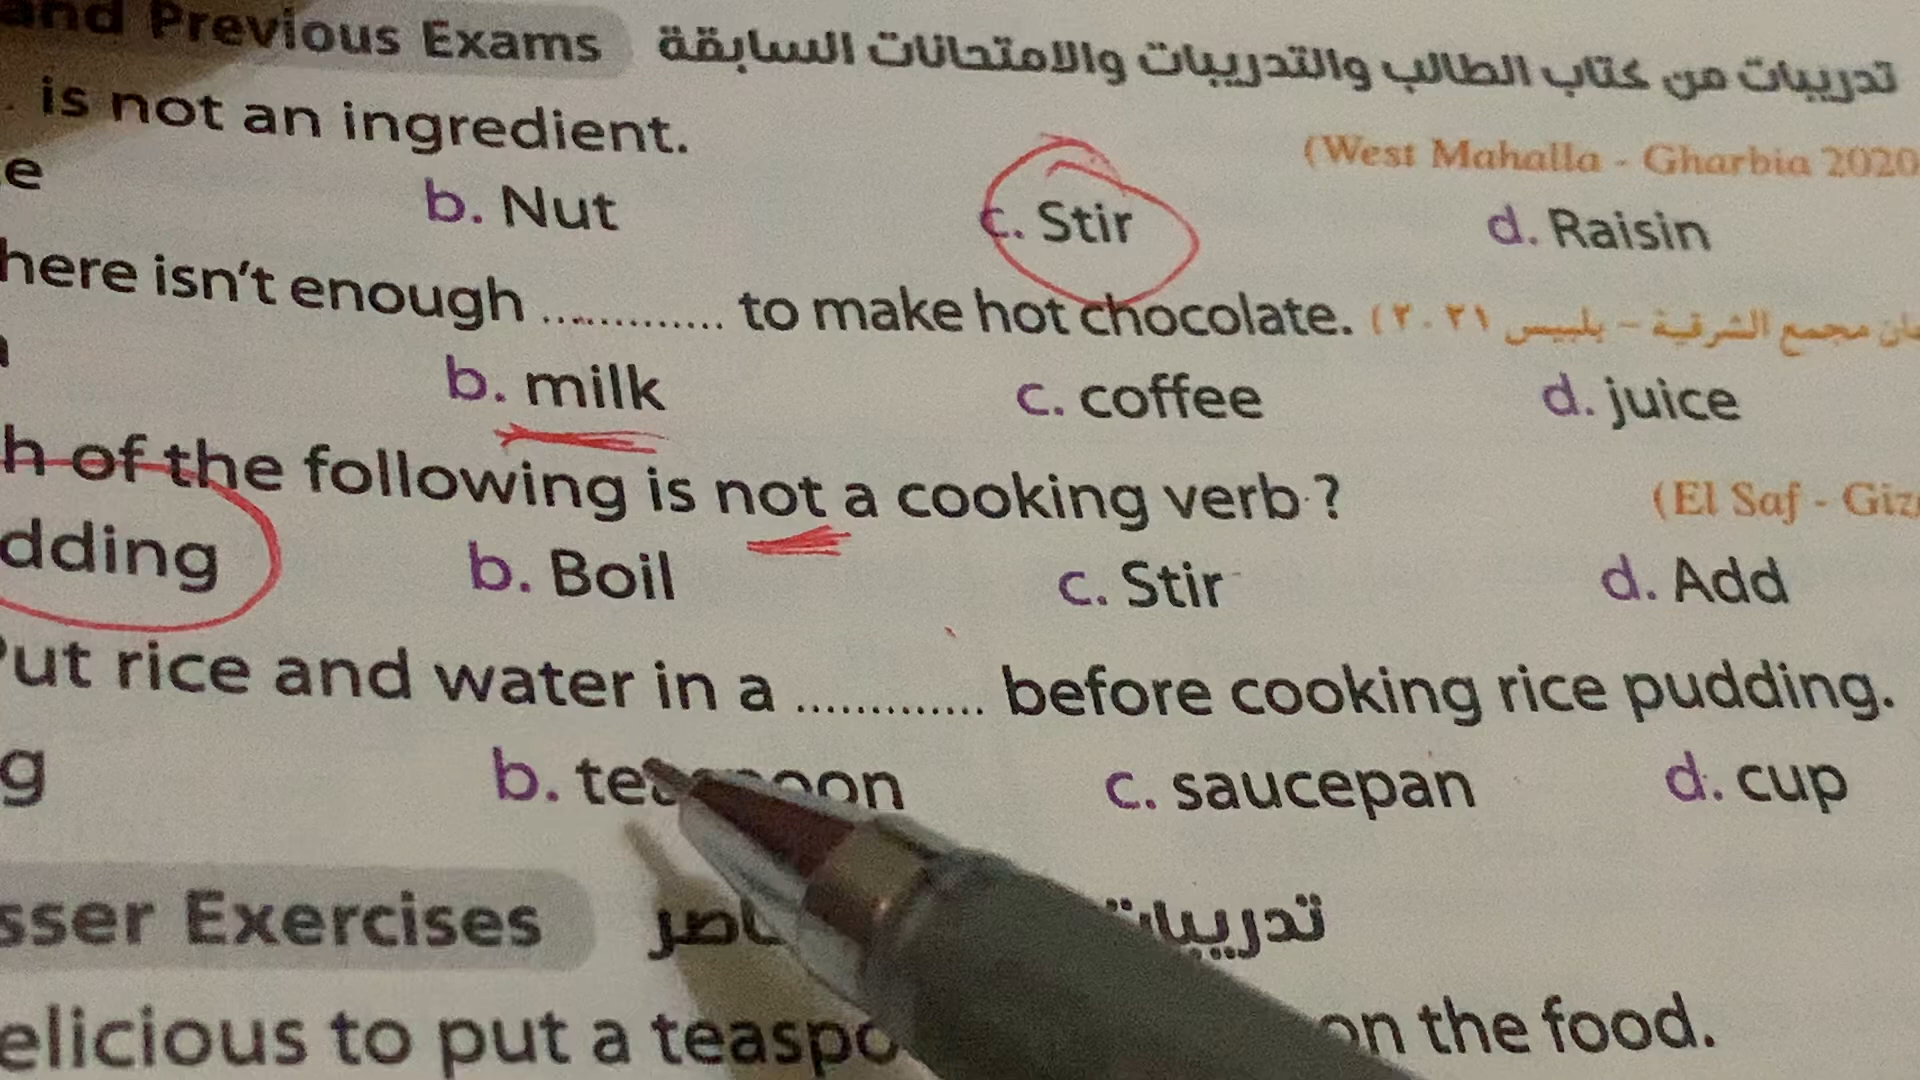 and Previous Exams تدريبات من كتاب الطالب والتدريبات والامتحانات السابقة
is not an ingredient. (West Mahalla - Gharbia 2020
e b. Nut c. Stir d. Raisin
here isn't enough ............. to make hot chocolate. (٢٠٢١ مجمع الشرقية – بلبيس
b. milk c. coffee d. juice
h of the following is not a cooking verb ? (El Saf - Giz
dding b. Boil c. Stir d. Add
ut rice and water in a ............. before cooking rice pudding.
g b. c. saucepan d. cup
sser Exercises تدريبات
elicious to put a teaspo on the food.